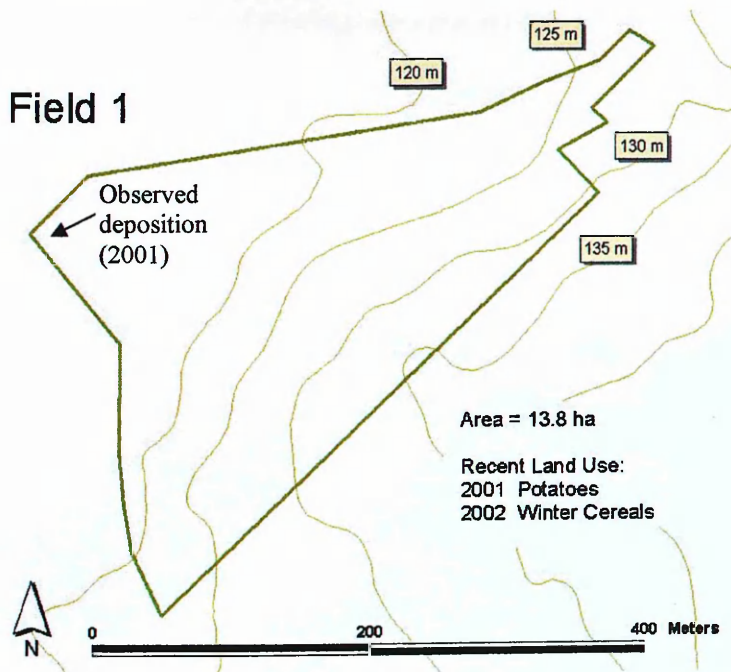 125 m
120 m
Field 1
130 m
Observed
deposition
(2001)
135 m
Area = 13.8 ha
Recent Land Use:
2001 Potatoes
2002 Winter Cereals
N
0 200 400 Meters